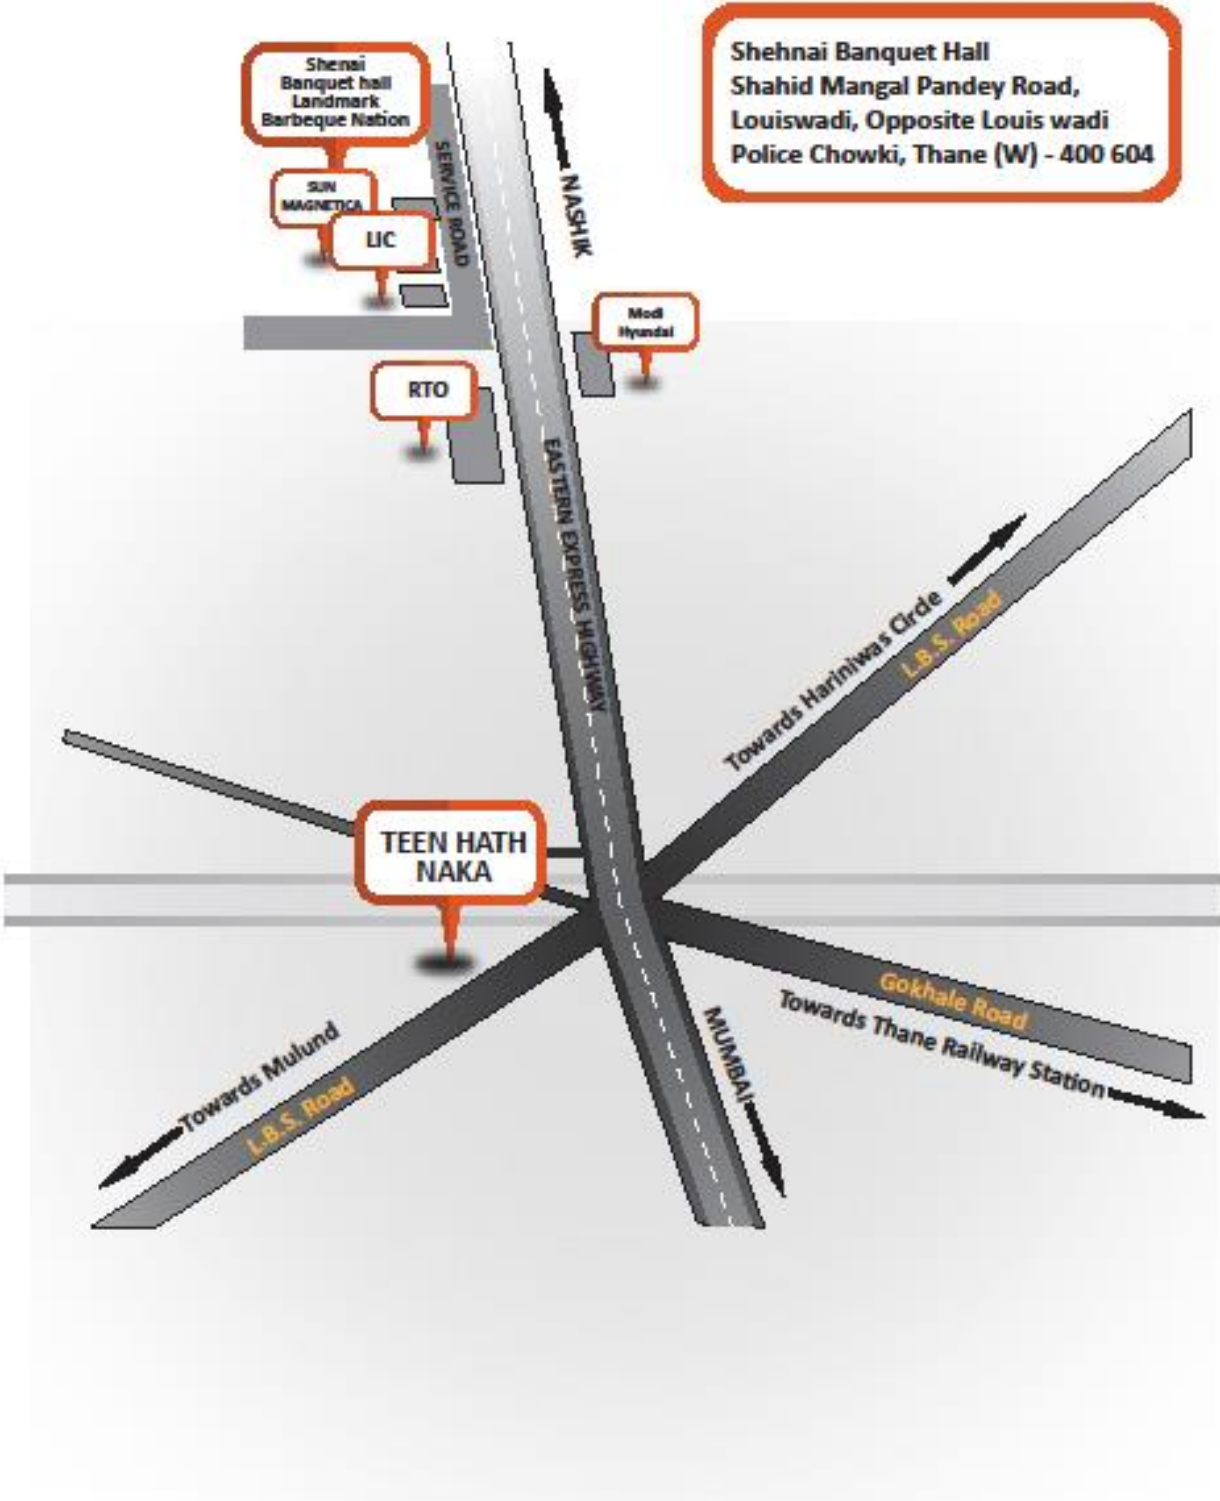 Shehnai Banquet Hall
Shahid Mangal Pandey Road,
Louiswadi, Opposite Louis wadi
Police Chowki, Thane (W) - 400 604
Shenai
Banquet hall
Landmark
Barbeque Nation
SUN
MAGNETICA
LIC
SERVICE ROAD
NASHIK
Modi
Hyundai
RTO
EASTERN EXPRESS HIGHWAY
Towards Hariniwas Circle
L.B.S. Road
TEEN HATH
NAKA
Gokhale Road
Towards Thane Railway Station
MUMBAI
Towards Mulund
L.B.S. Road